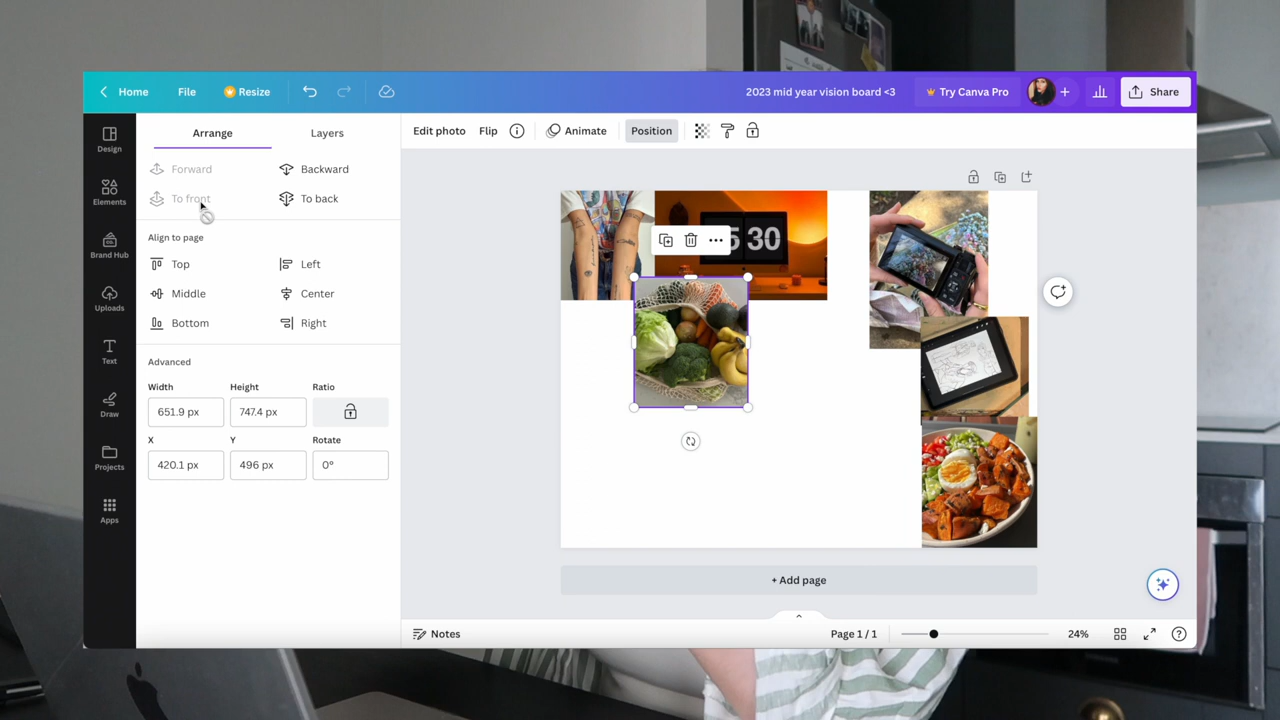 Home File Resize 2023 mid year vision board <3 Try Canva Pro Share
Arrange Layers
Edit photo Flip Animate Position
Design
Elements
Brand Hub
Uploads
Text
Draw
Projects
Apps
Forward Backward
To front To back
Align to page
Top Left
Middle Center
Bottom Right
Advanced
Width Height Ratio
651.9 px 747.4 px
X Y Rotate
420.1 px 496 px 0°
5 30
+ Add page
Notes Page 1 / 1 24%